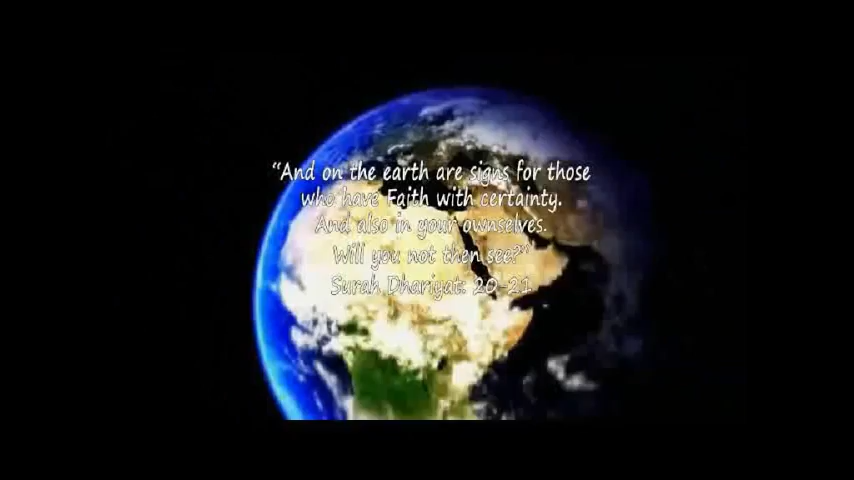 “And on the earth are signs for those
who have Faith with certainty.
And also in your ownselves.
Will you not then see?”
Surah Dhariyat: 20-21